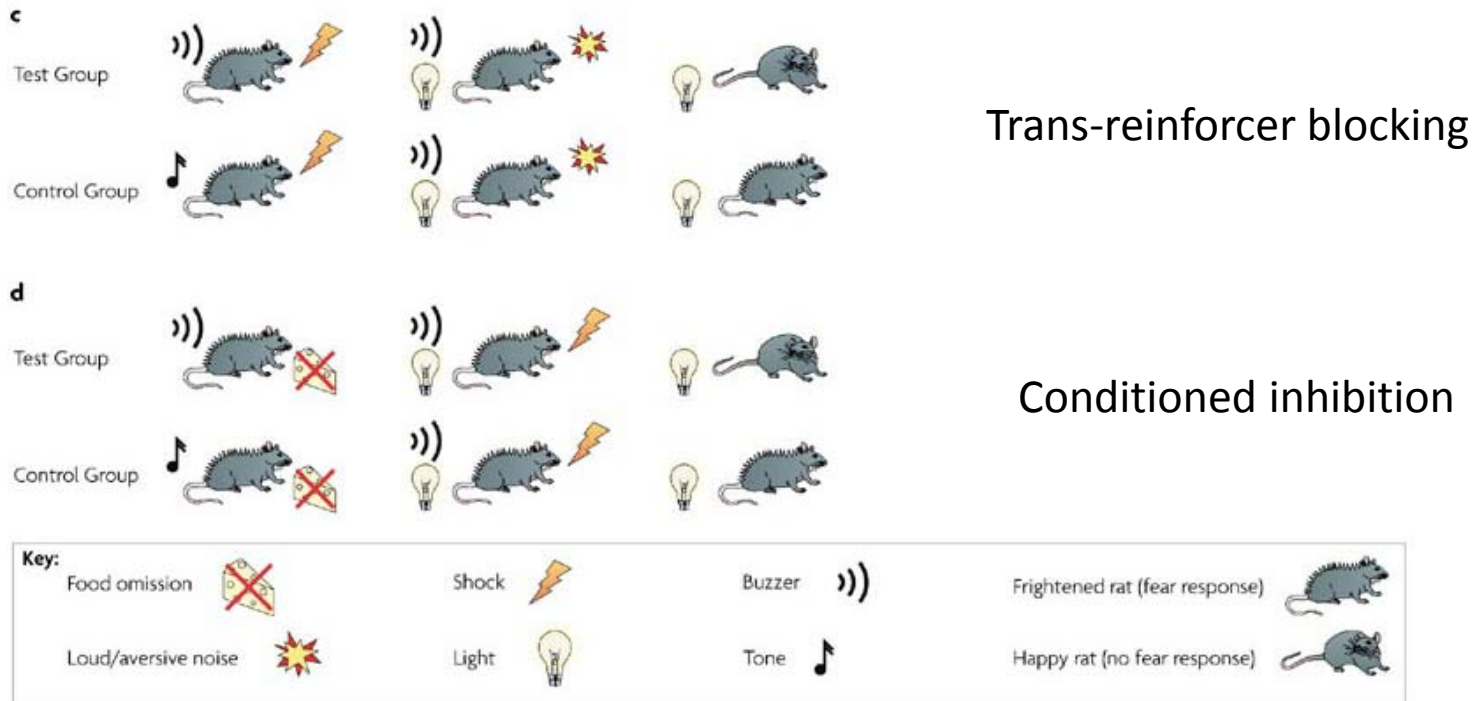 c
Test Group
Trans-reinforcer blocking
Control Group
d
Test Group
Conditioned inhibition
Control Group
Key:
Food omission
Shock
Buzzer
Frightened rat (fear response)
Loud/aversive noise
Light
Tone
Happy rat (no fear response)